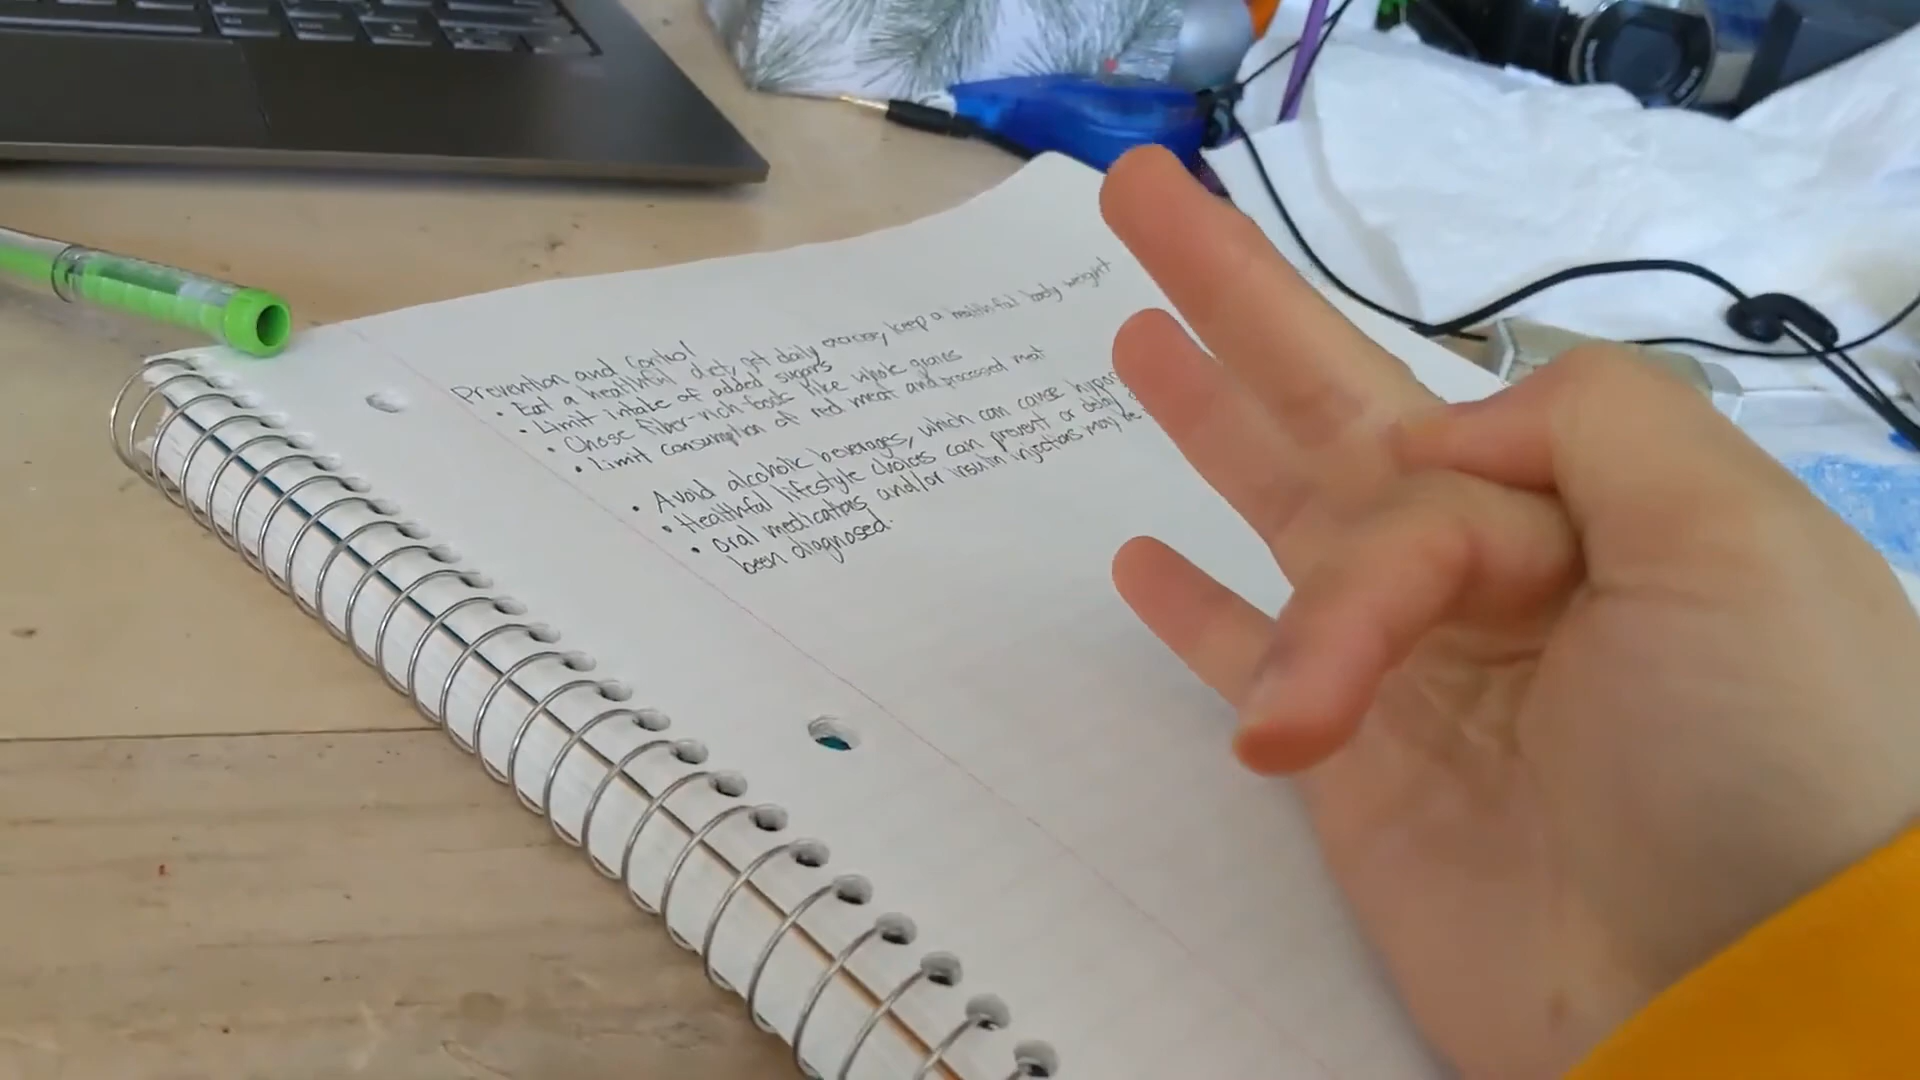 Prevention and Control
• Eat a healthful diet, get daily exercise, keep a healthful body weight
• Limit intake of added sugars
• Chose fiber-rich foods like whole grains
• Limit consumption of red meat and processed meat
• Avoid alcoholic beverages, which can cause
• Healthful lifestyle choices can prevent or delay
• Oral medications and/or insulin injections may be
been diagnosed.